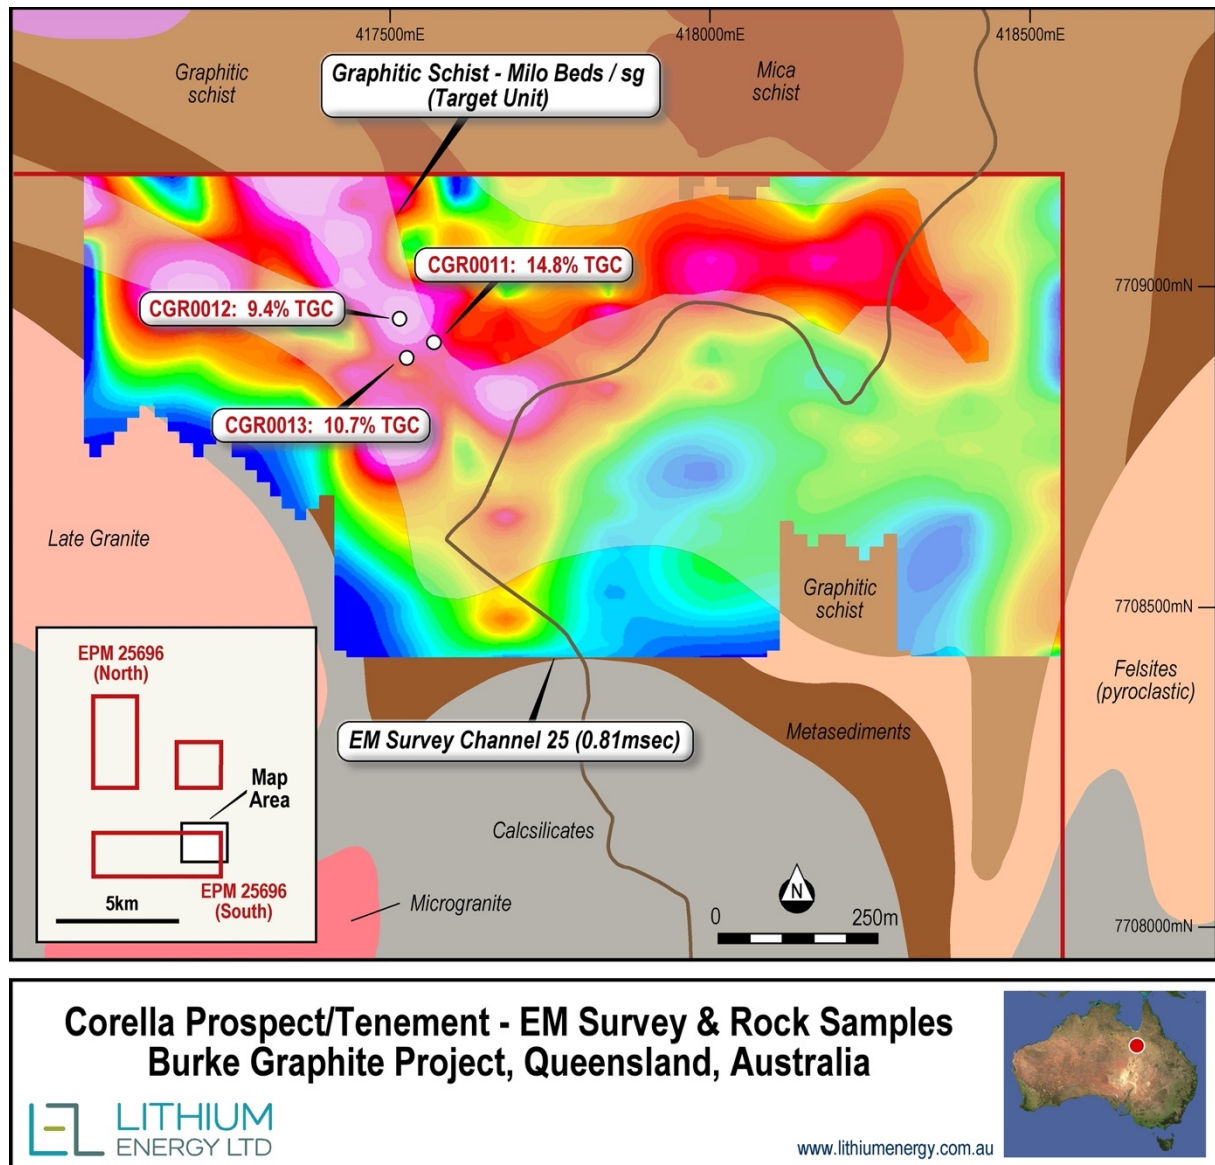 417500mE
418000mE
418500mE
Graphitic
schist
Graphitic Schist - Milo Beds / sg
(Target Unit)
Mica
schist
CGR0011: 14.8% TGC
7709000mN
CGR0012: 9.4% TGC
CGR0013: 10.7% TGC
Late Granite
Graphitic
schist
7708500mN
EPM 25696
(North)
Felsites
(pyroclastic)
EM Survey Channel 25 (0.81msec)
Metasediments
Map
Area
Calcsilicates
EPM 25696
(South)
5km
Microgranite
N
0
250m
7708000mN
Corella Prospect/Tenement - EM Survey & Rock Samples
Burke Graphite Project, Queensland, Australia
LEL
LITHIUM
ENERGY LTD
www.lithiumenergy.com.au